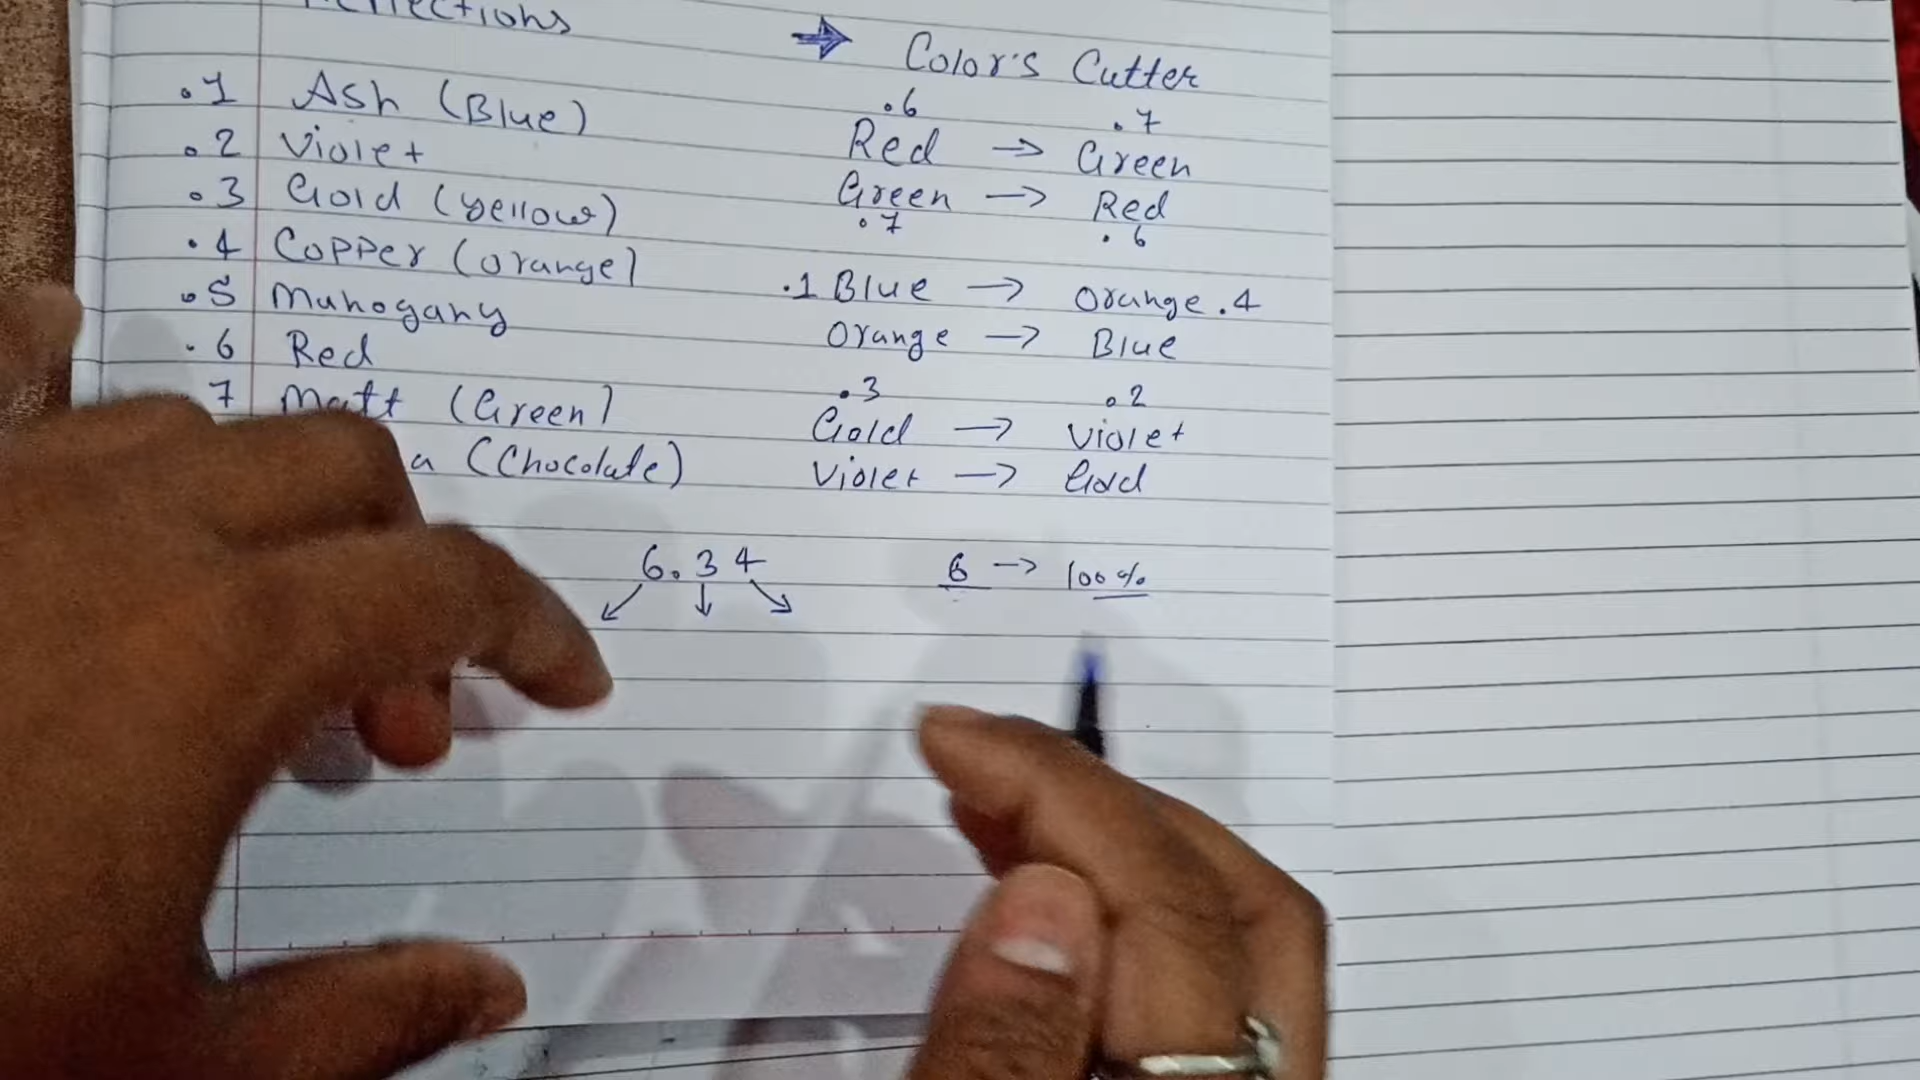 → Color's Cutter
.1 Ash (Blue)
.2 Violet
.3 Gold (yellow)
.4 Copper (orange)
.5 Muhogany
.6 Red
7 Matt (Green)
(Chocolate)
.6 .7
Red → Green
Green → Red
.7 .6
.1 Blue → Orange .4
Orange → Blue
.3 .2
Gold → Violet
Violet → Gold
6.34
6 → 100%